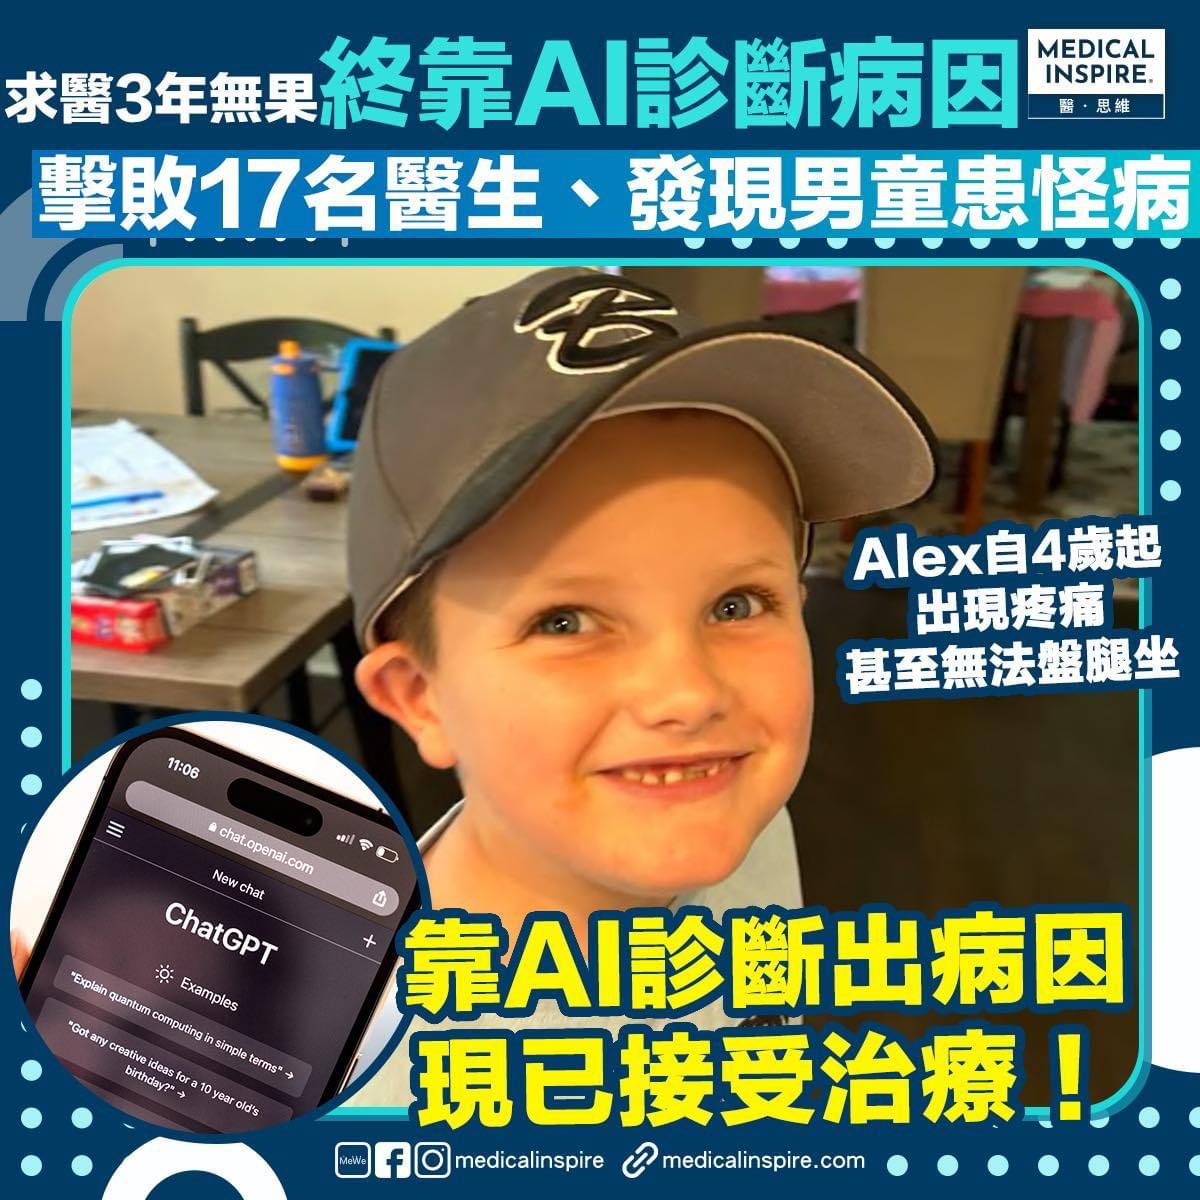 求醫3年無果終靠AI診斷病因
MEDICAL
INSPIRE®
醫·思維
擊敗17名醫生、發現男童患怪病
Alex自4歲起
出現疼痛
甚至無法盤腿坐
11:06
chat.openai.com
New chat
ChatGPT
Examples
"Explain quantum computing in simple terms" →
"Got any creative ideas for a 10 year old's
birthday?" →
靠AI診斷出病因
現已接受治療！
MeWe
medicalinspire
medicalinspire.com